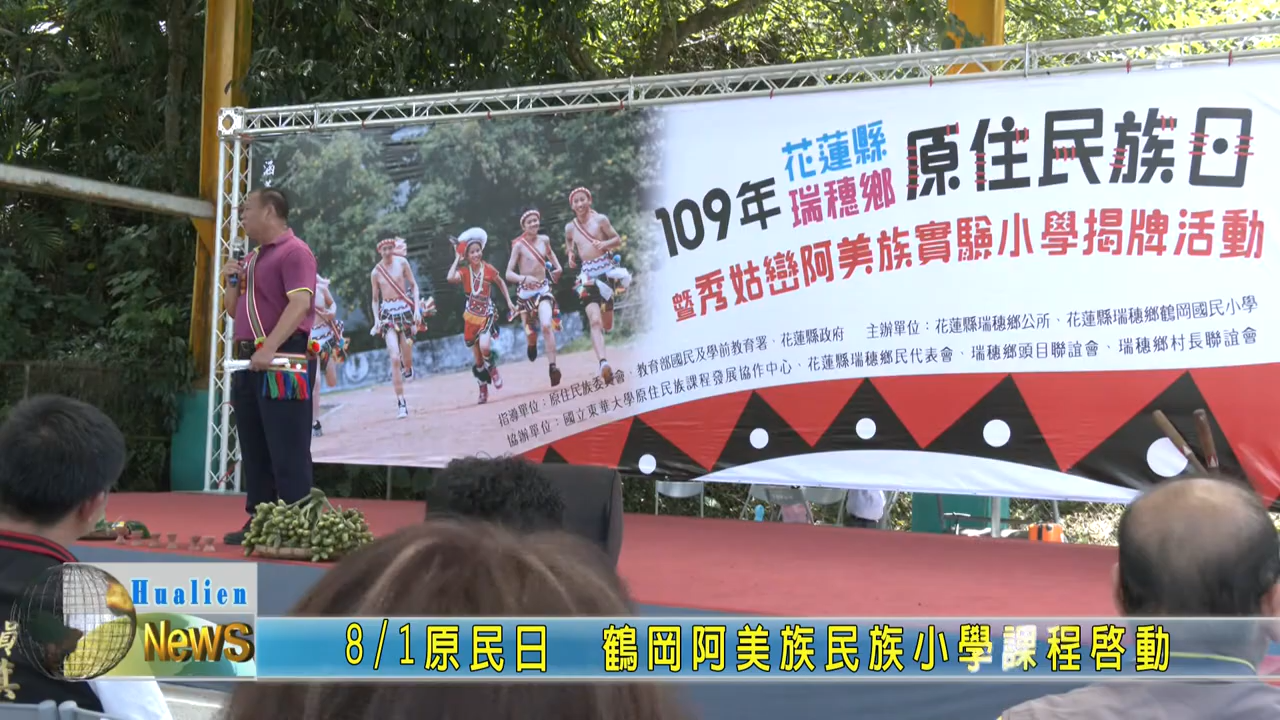 109年 花蓮縣瑞穗鄉 原住民族日
暨秀姑巒阿美族實驗小學揭牌活動
指導單位：原住民族委員會、教育部國民及學前教育署、花蓮縣政府 主辦單位：花蓮縣瑞穗鄉公所、花蓮縣瑞穗鄉鶴岡國民小學
協辦單位：國立東華大學原住民族課程發展協作中心、花蓮縣瑞穗鄉民代表會、瑞穗鄉頭目聯誼會、瑞穗鄉村長聯誼會
Hualien
News
8/1原民日 鶴岡阿美族民族小學課程啓動